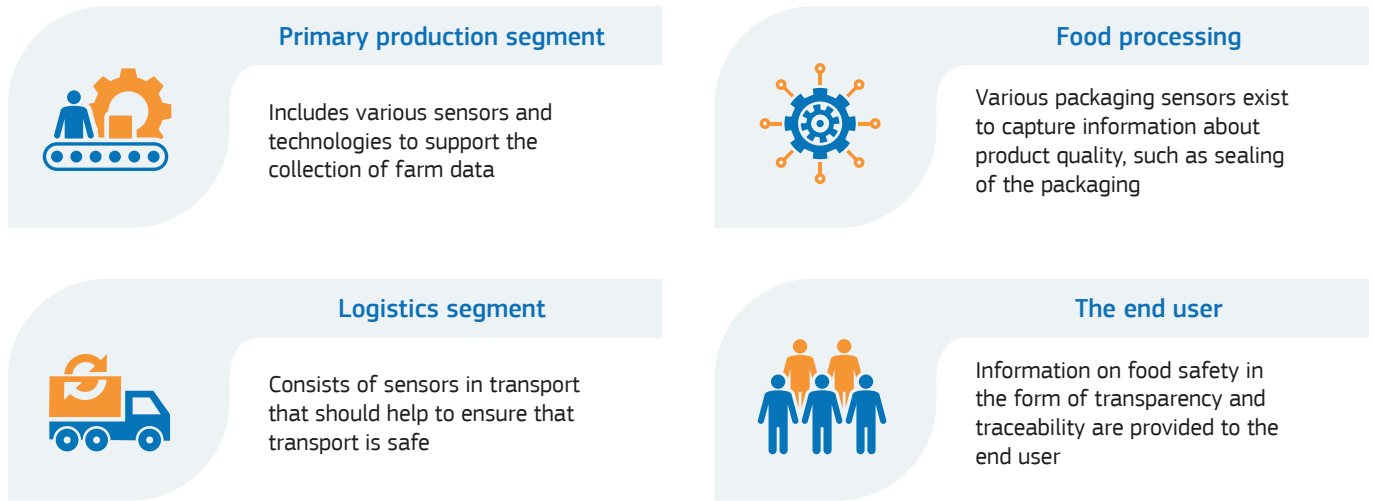 Primary production segment
Includes various sensors and
technologies to support the
collection of farm data
Food processing
Various packaging sensors exist
to capture information about
product quality, such as sealing
of the packaging
Logistics segment
Consists of sensors in transport
that should help to ensure that
transport is safe
The end user
Information on food safety in
the form of transparency and
traceability are provided to the
end user